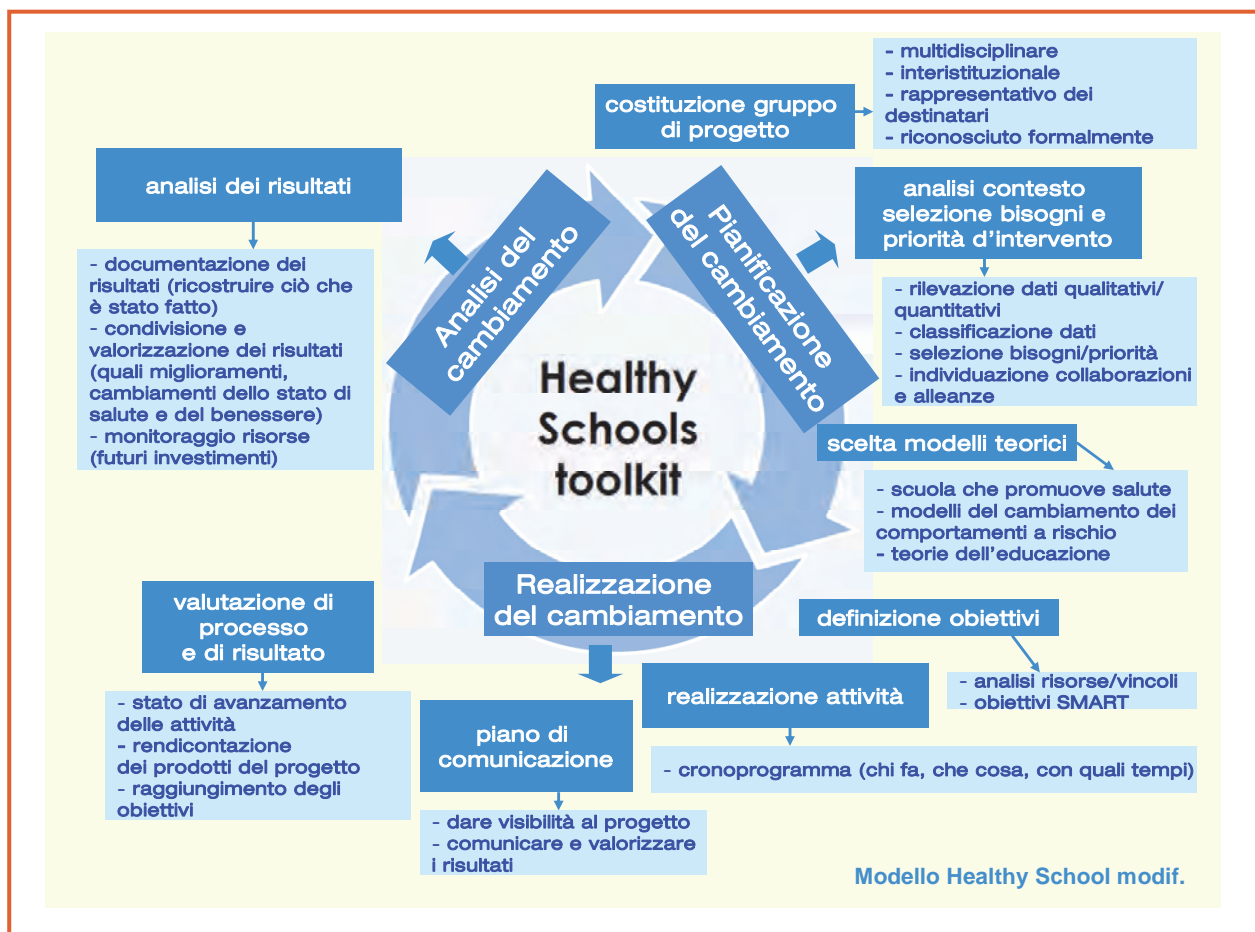 costituzione gruppo
di progetto
- multidisciplinare
- interistituzionale
- rappresentativo dei
destinatari
- riconosciuto formalmente
analisi contesto
selezione bisogni e
priorità d'intervento
- rilevazione dati qualitativi/
quantitativi
- classificazione dati
- selezione bisogni/priorità
- individuazione collaborazioni
e alleanze
scelta modelli teorici
- scuola che promuove salute
- modelli del cambiamento dei
comportamenti a rischio
- teorie dell'educazione
definizione obiettivi
- analisi risorse/vincoli
- obiettivi SMART
realizzazione attività
- cronoprogramma (chi fa, che cosa, con quali tempi)
piano di
comunicazione
- dare visibilità al progetto
- comunicare e valorizzare
i risultati
valutazione di
processo
e di risultato
- stato di avanzamento
delle attività
- rendicontazione
dei prodotti del progetto
- raggiungimento degli
obiettivi
analisi dei risultati
- documentazione dei
risultati (ricostruire ciò che
è stato fatto)
- condivisione e
valorizzazione dei risultati
(quali miglioramenti,
cambiamenti dello stato di
salute e del benessere)
- monitoraggio risorse
(futuri investimenti)
Analisi del
cambiamento
Pianificazione
del cambiamento
Realizzazione
del cambiamento
Healthy
Schools
toolkit
Modello Healthy School modif.